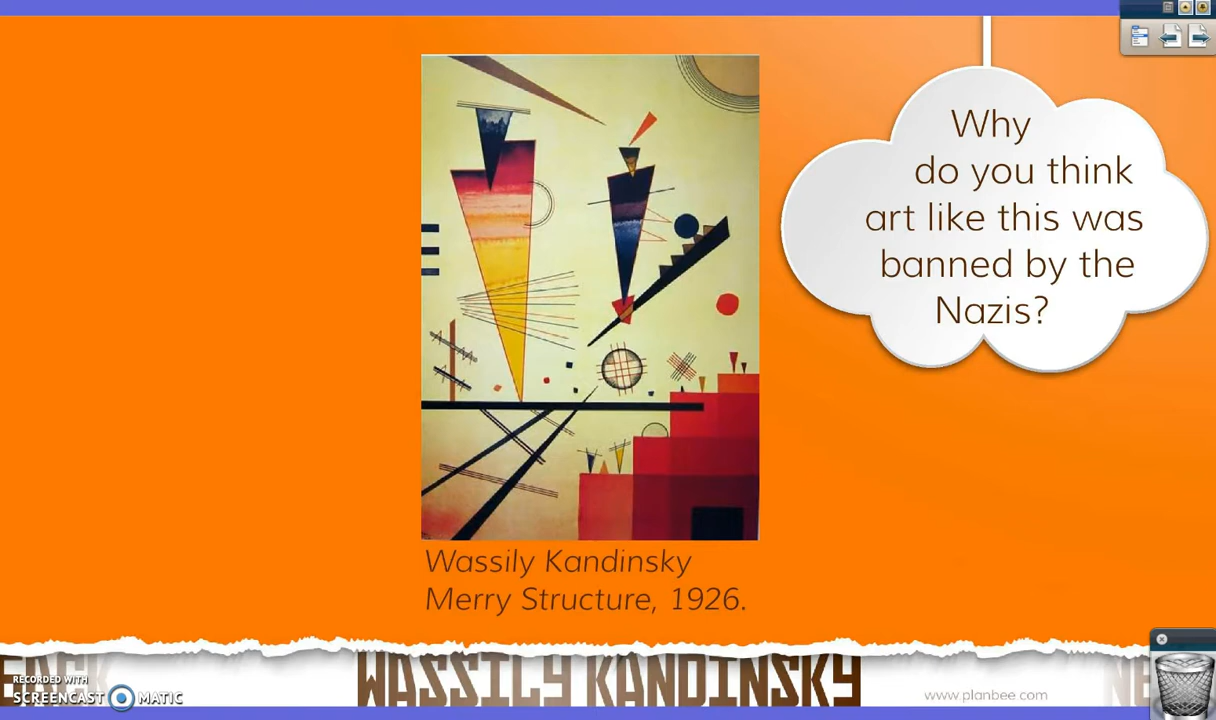 Why
do you think
art like this was
banned by the
Nazis?
Wassily Kandinsky
Merry Structure, 1926.
RECORDED WITH
SCREENCAST MATIC
WASSILY KANDINSKY
www.planbee.com
NE